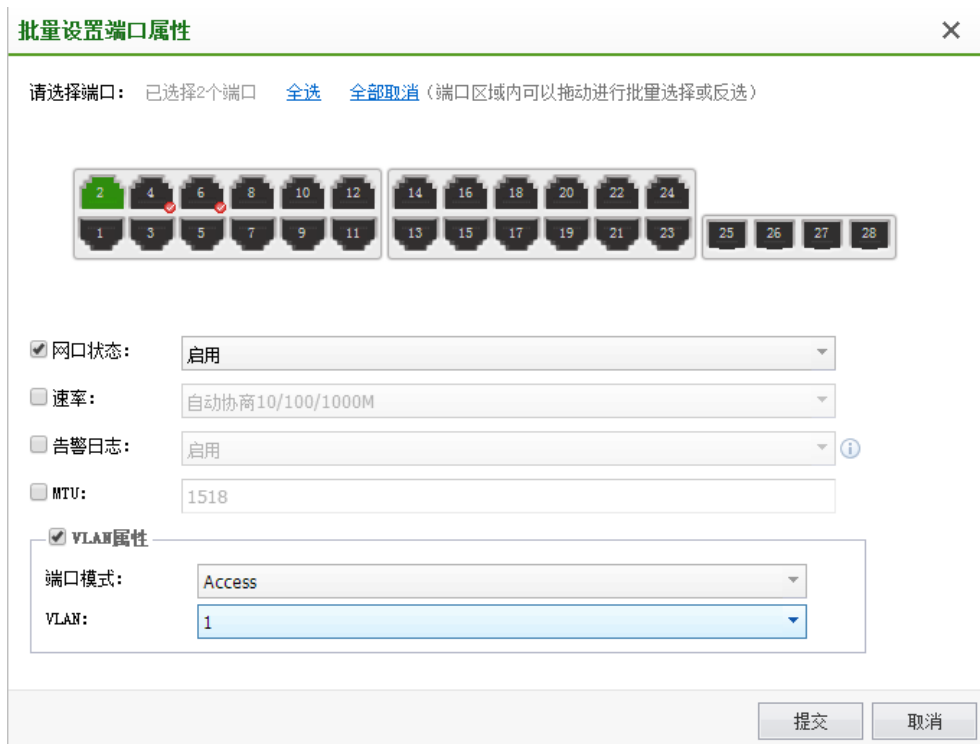 批量设置端口属性
请选择端口： 已选择2个端口 全选 全部取消（端口区域内可以拖动进行批量选择或反选）
2 4 6 8 10 12 14 16 18 20 22 24
1 3 5 7 9 11 13 15 17 19 21 23 25 26 27 28
网口状态： 启用
速率： 自动协商10/100/1000M
告警日志： 启用
MTU: 1518
VLAN属性
端口模式： Access
VLAN: 1
提交 取消